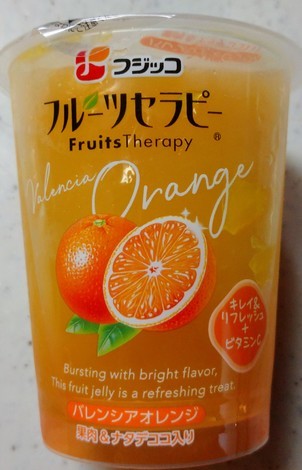 フジッコ
フルーツセラピー
FruitsTherapy ®
Valencia
Orange
キレイ&
リフレッシュ
+
ビタミンC
Bursting with bright flavor,
This fruit jelly is a refreshing treat.
バレンシアオレンジ
果肉&ナタデココ入り